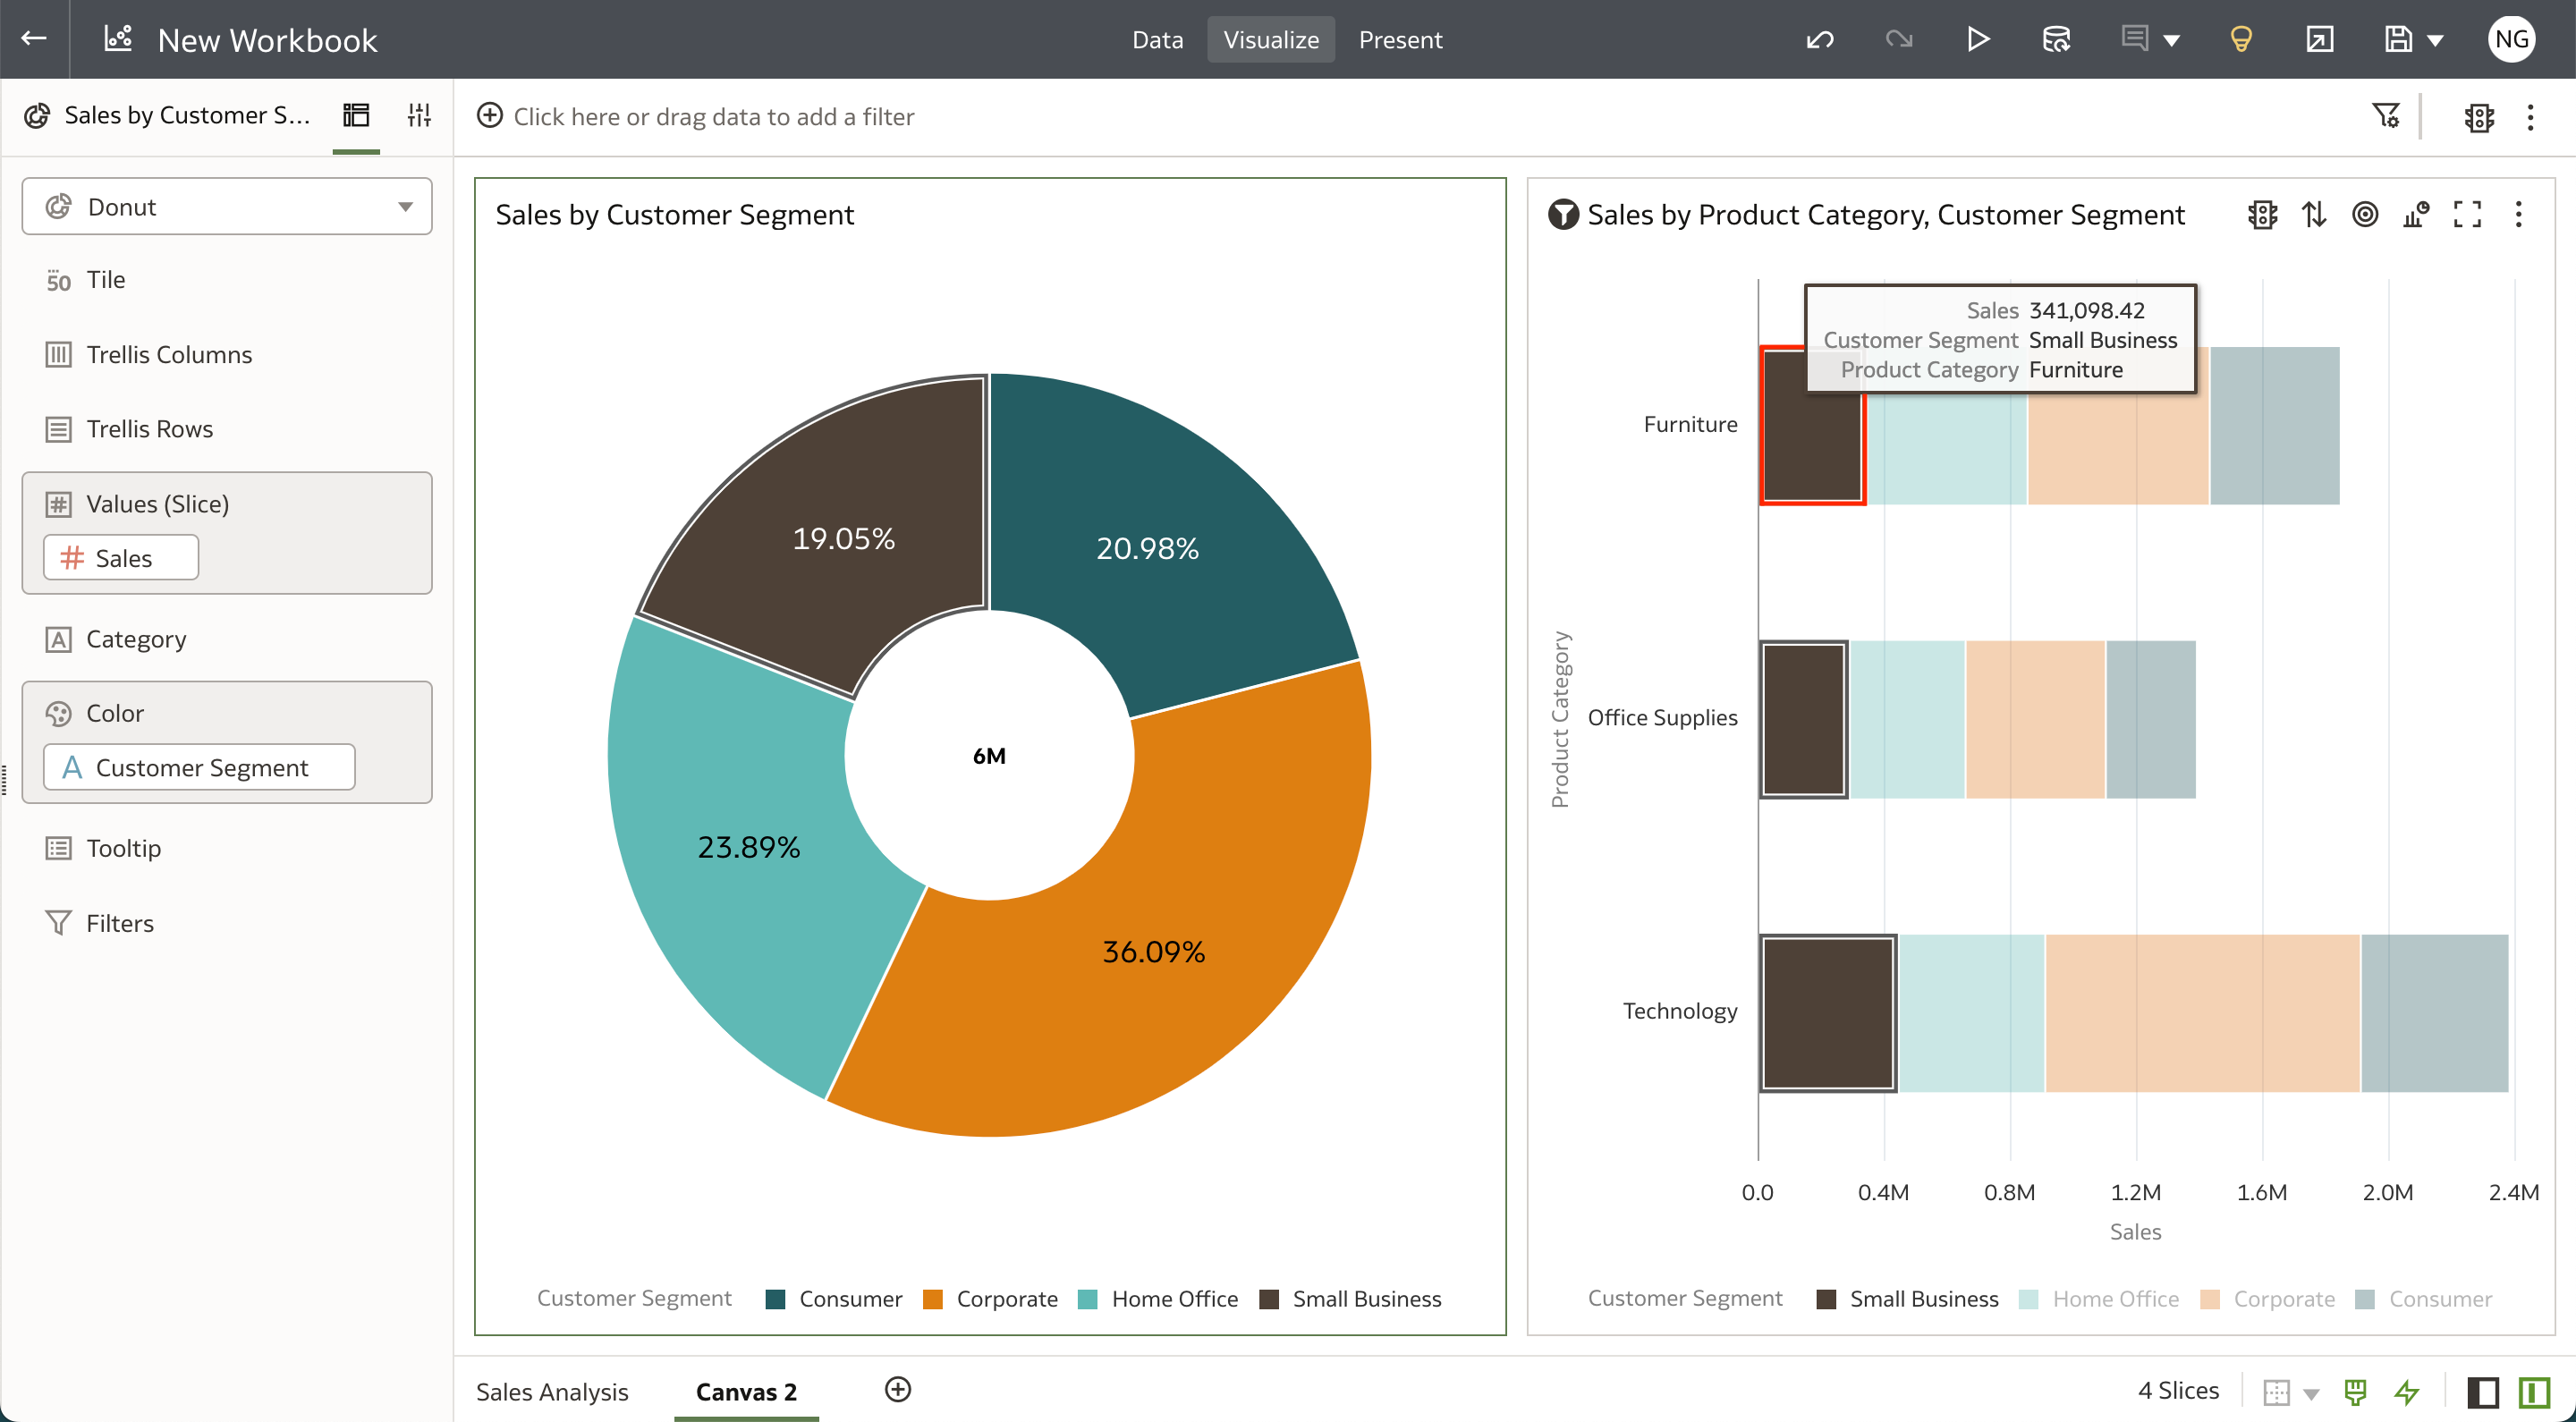 New Workbook
Data
Visualize
Present
NG
Sales by Customer S...
Click here or drag data to add a filter
Donut
50
Tile
Trellis Columns
Trellis Rows
#
Values (Slice)
# Sales
A
Category
Color
A Customer Segment
Tooltip
Filters
Sales by Customer Segment
19.05%
20.98%
6M
23.89%
36.09%
Customer Segment
Consumer
Corporate
Home Office
Small Business
Sales by Product Category, Customer Segment
Sales 341,098.42
Customer Segment Small Business
Product Category Furniture
Product Category
Furniture
Office Supplies
Technology
0.0
0.4M
0.8M
1.2M
1.6M
2.0M
2.4M
Sales
Customer Segment
Small Business
Home Office
Corporate
Consumer
Sales Analysis
Canvas 2
4 Slices